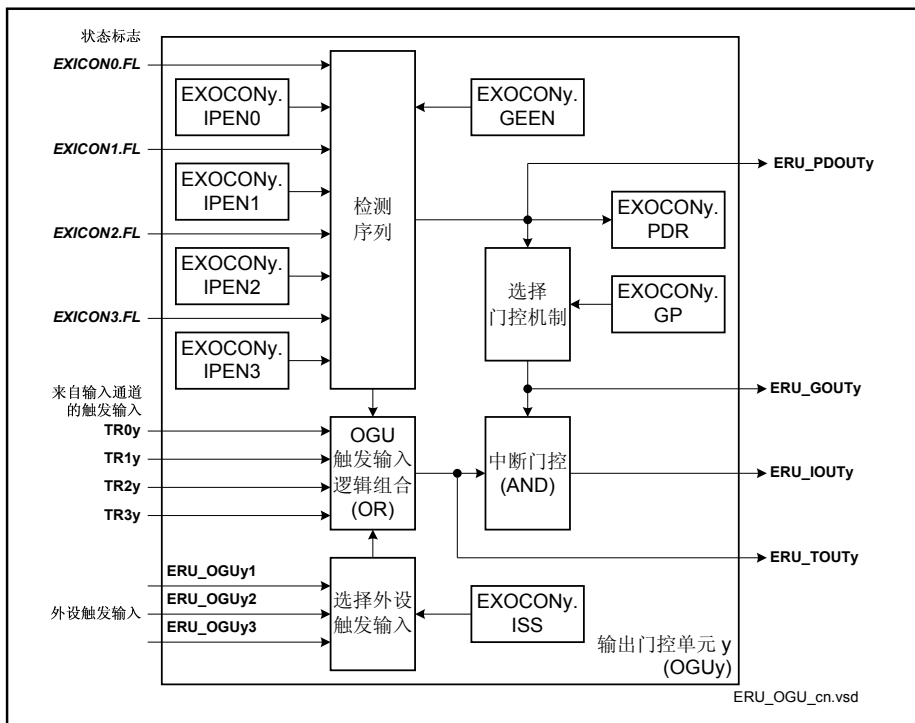 状态标志
EXICON0.FL
EXOCONy.
IPEN0
EXOCONy.
GEEN
EXICON1.FL
EXOCONy.
IPEN1
EXICON2.FL
EXOCONy.
IPEN2
EXICON3.FL
EXOCONy.
IPEN3
检测
序列
ERU_PDOUTy
EXOCONy.
PDR
选择
门控机制
EXOCONy.
GP
ERU_GOUTy
来自输入通道
的触发输入
TR0y
TR1y
TR2y
TR3y
OGU
触发输入
逻辑组合
(OR)
中断门控
(AND)
ERU_IOUTy
ERU_TOUTy
外设触发输入
ERU_OGUy1
ERU_OGUy2
ERU_OGUy3
选择外设
触发输入
EXOCONy.
ISS
输出门控单元 y
(OGUy)
ERU_OGU_cn.vsd